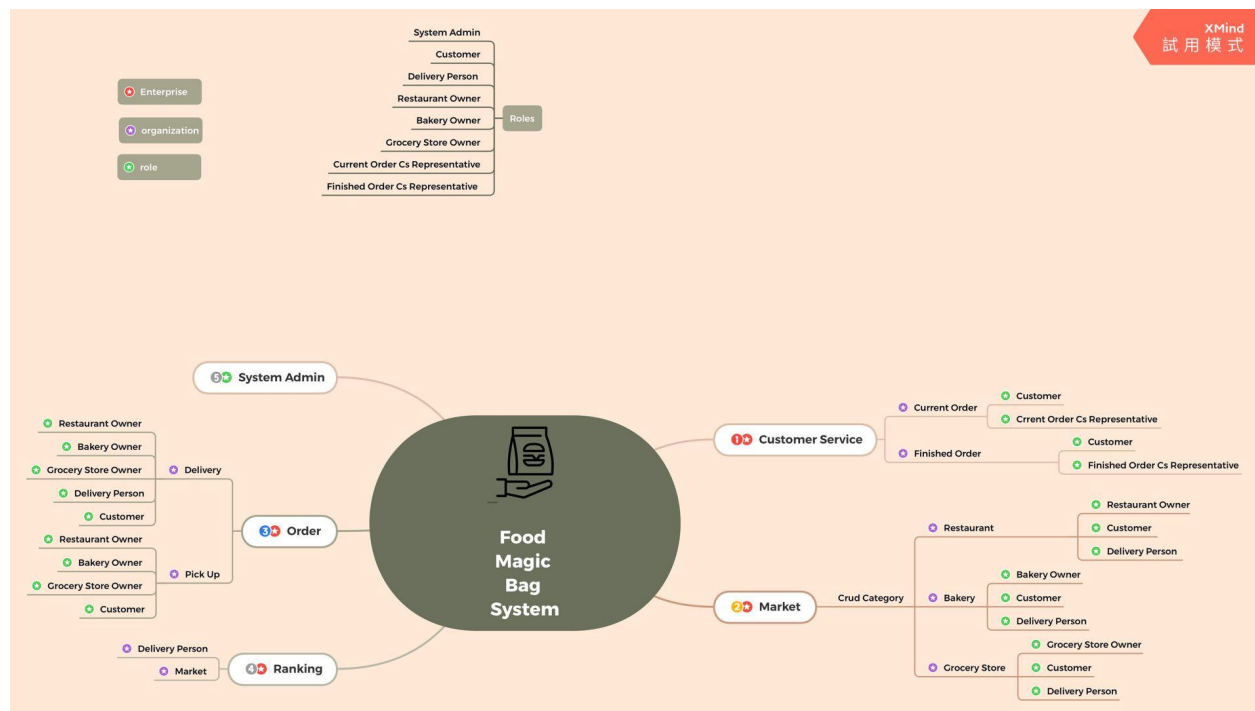 XMind
試用模式
System Admin
Customer
Delivery Person
Restaurant Owner
Bakery Owner
Grocery Store Owner
Current Order Cs Representative
Finished Order Cs Representative
Roles
Enterprise
organization
role
5 System Admin
Restaurant Owner
Bakery Owner
Grocery Store Owner
Delivery Person
Customer
Delivery
Restaurant Owner
Bakery Owner
Grocery Store Owner
Customer
Pick Up
3 Order
Delivery Person
Market
4 Ranking
Food
Magic
Bag
System
1 Customer Service
Current Order
Customer
Crrent Order Cs Representative
Finished Order
Customer
Finished Order Cs Representative
2 Market
Crud Category
Restaurant
Restaurant Owner
Customer
Delivery Person
Bakery
Bakery Owner
Customer
Delivery Person
Grocery Store
Grocery Store Owner
Customer
Delivery Person